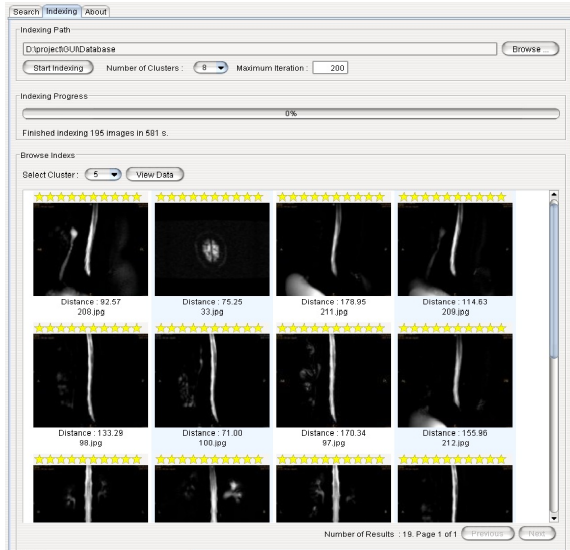 Search Indexing About
Indexing Path
D:\project\GUI\Database Browse ...
Start Indexing Number of Clusters : 8 Maximum Iteration : 200
Indexing Progress
0%
Finished indexing 195 images in 581 s.
Browse Indexs
Select Cluster : 5 View Data
Distance : 92.57 Distance : 75.25 Distance : 178.95 Distance : 114.63
208.jpg 33.jpg 211.jpg 209.jpg
Distance : 133.29 Distance : 71.00 Distance : 170.34 Distance : 155.96
98.jpg 100.jpg 97.jpg 212.jpg
Number of Results : 19. Page 1 of 1 Previous Next